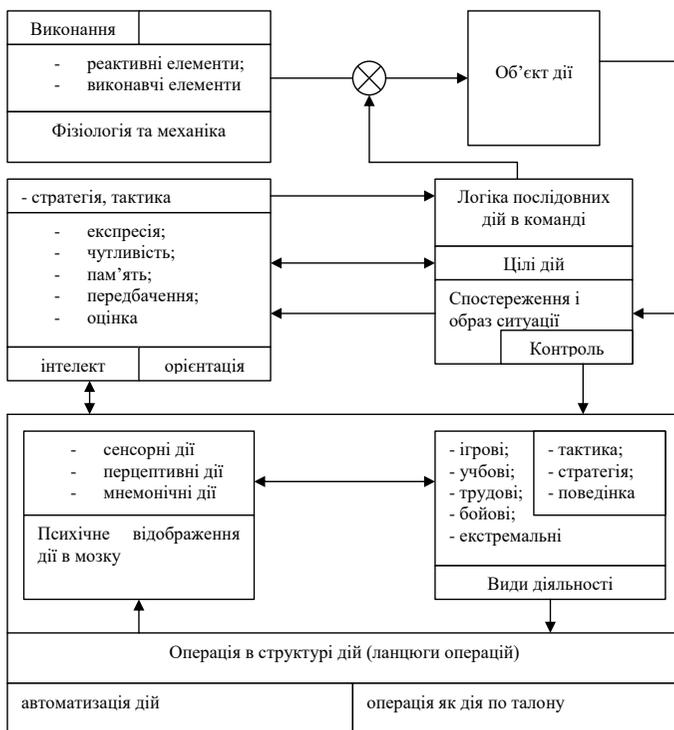 Виконання
- реактивні елементи;
- виконавчі елементи
Фізіологія та механіка
Об’єкт дії
- стратегія, тактика
- експресія;
- чутливість;
- пам’ять;
- передбачення;
- оцінка
інтелект
орієнтація
Логіка послідовних
дій в команді
Цілі дій
Спостереження і
образ ситуації
Контроль
- сенсорні дії
- перцептивні дії
- мнемонічні дії
Психічне відображення
дії в мозку
- ігрові;
- учбові;
- трудові;
- бойові;
- екстремальні
- тактика;
- стратегія;
- поведінка
Види діяльності
Операція в структурі дій (ланцюги операцій)
автоматизація дій
операція як дія по талону